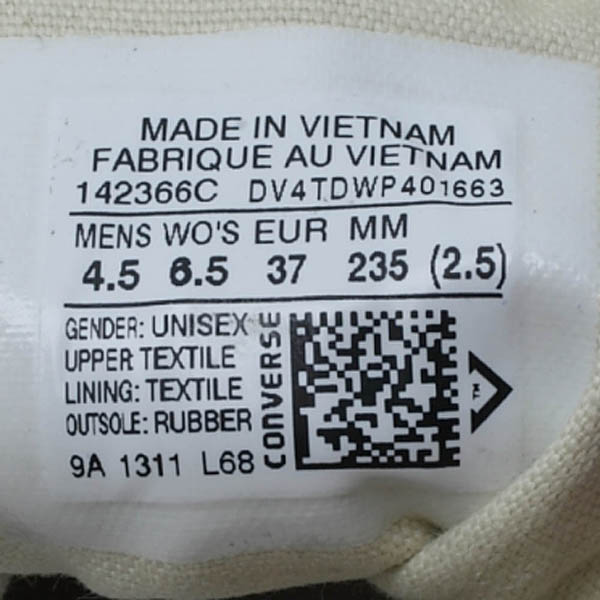 MADE IN VIETNAM
FABRIQUE AU VIETNAM
142366C DV4TDWP401663
MENS WO'S EUR MM
4.5 6.5 37 235 (2.5)
GENDER: UNISEX
UPPER TEXTILE
LINING: TEXTILE
OUTSOLE: RUBBER
9A 1311 L68
CONVERSE
TM